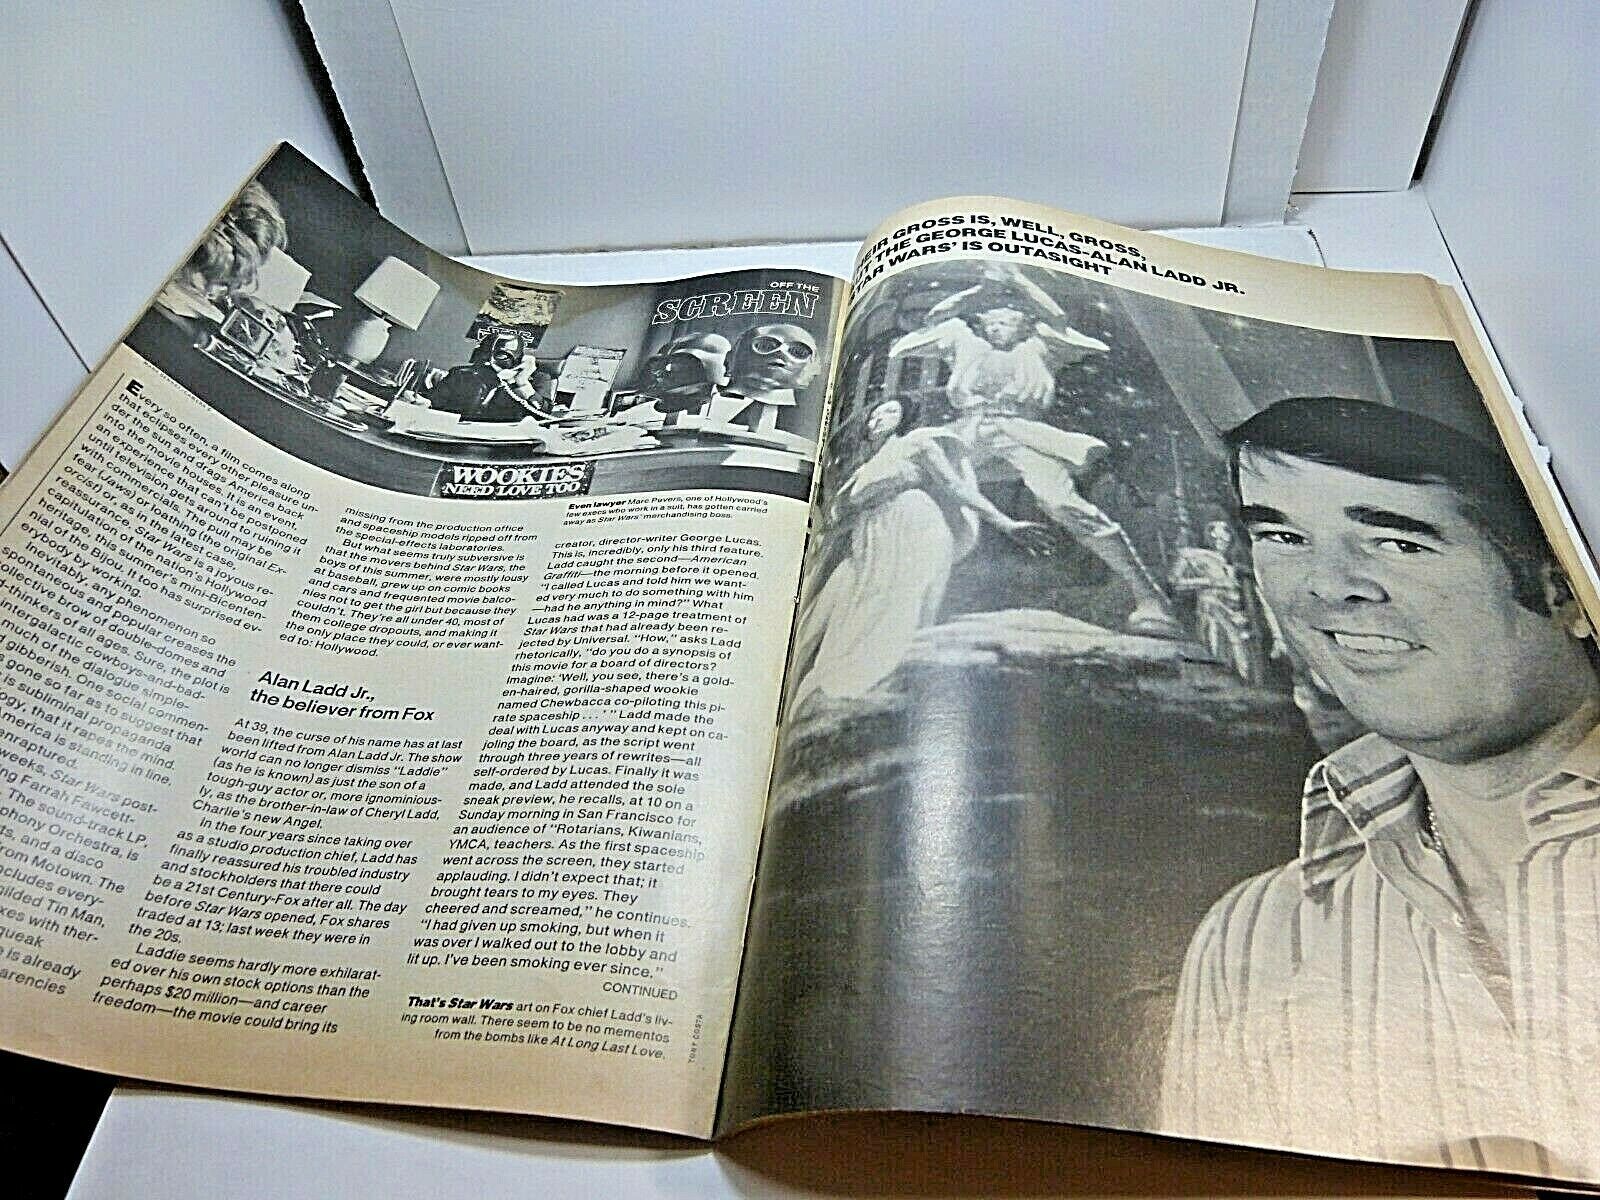 OFF THE
SCREEN
WOOKIES
NEED LOVE TOO
Even lawyer Marc Pevers, one of Hollywood's
few execs who work in a suit, has gotten carried
away as Star Wars' merchandising boss.
Every so often, a film comes along
that eclipses every other pleasure un-
der the sun and drags America back
into the movie houses. It is an event,
an experience that can't be postponed
until television gets around to ruining it
with commercials. The pull may be
fear (Jaws) or loathing (the original Ex-
orcist) or, as in the latest case,
reassurance. Star Wars is a joyous re-
capitulation of the nation's Hollywood
heritage, this summer's mini-Bicenten-
nial of the Bijou. It too has surprised ev-
erybody by working.
Inevitably, any phenomenon so
spontaneous and popular creases the
collective brow of double-domes and
-thinkers of all ages. Sure, the plot is
intergalactic cowboys-and-bad-
much of the dialogue simple-
gibberish. One social commen-
gone so far as to suggest that
is subliminal propaganda
ogy, that it rapes the mind.
America is standing in line,
enraptured.
weeks, Star Wars post-
ng Farrah Fawcett-
The sound-track LP,
phony Orchestra, is
ts, and a disco
from Motown. The
ncludes every-
gilded Tin Man,
kes with ther-
queak
is already
arencies
missing from the production office
and spaceship models ripped off from
the special-effects laboratories.
But what seems truly subversive is
that the movers behind Star Wars, the
boys of this summer, were mostly lousy
at baseball, grew up on comic books
and cars and frequented movie balco-
nies not to get the girl but because they
couldn't. They're all under 40, most of
them college dropouts, and making it
the only place they could, or ever want-
ed to: Hollywood.
Alan Ladd Jr.,
the believer from Fox
At 39, the curse of his name has at last
been lifted from Alan Ladd Jr. The show
world can no longer dismiss "Laddie"
(as he is known) as just the son of a
tough-guy actor or, more ignominious-
ly, as the brother-in-law of Cheryl Ladd,
Charlie's new Angel.
In the four years since taking over
as a studio production chief, Ladd has
finally reassured his troubled industry
and stockholders that there could
be a 21st Century-Fox after all. The day
before Star Wars opened, Fox shares
traded at 13; last week they were in
the 20s.
Laddie seems hardly more exhilarat-
ed over his own stock options than the
perhaps $20 million—and career
freedom—the movie could bring its
creator, director-writer George Lucas.
This is, incredibly, only his third feature.
Ladd caught the second—American
Graffiti—the morning before it opened.
"I called Lucas and told him we want-
ed very much to do something with him
—had he anything in mind?" What
Lucas had was a 12-page treatment of
Star Wars that had already been re-
jected by Universal. "How," asks Ladd
rhetorically, "do you do a synopsis of
this movie for a board of directors?
Imagine: 'Well, you see, there's a gold-
en-haired, gorilla-shaped wookie
named Chewbacca co-piloting this pi-
rate spaceship . . .' " Ladd made the
deal with Lucas anyway and kept on ca-
joling the board, as the script went
through three years of rewrites—all
self-ordered by Lucas. Finally it was
made, and Ladd attended the sole
sneak preview, he recalls, at 10 on a
Sunday morning in San Francisco for
an audience of "Rotarians, Kiwanians,
YMCA, teachers. As the first spaceship
went across the screen, they started
applauding. I didn't expect that; it
brought tears to my eyes. They
cheered and screamed," he continues.
"I had given up smoking, but when it
was over I walked out to the lobby and
lit up. I've been smoking ever since."
CONTINUED
That's Star Wars art on Fox chief Ladd's liv-
ing room wall. There seem to be no mementos
from the bombs like At Long Last Love.
TONY COSTA
HEIR GROSS IS, WELL, GROSS,
UT THE GEORGE LUCAS-ALAN LADD JR.
STAR WARS' IS OUTASIGHT